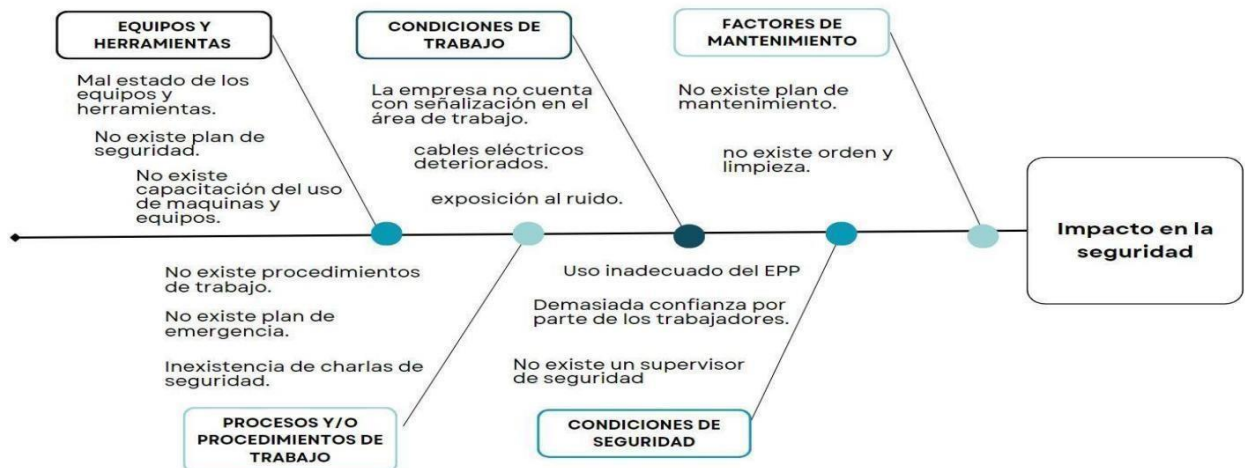 EQUIPOS Y
HERRAMIENTAS
Mal estado de los
equipos y
herramientas.
No existe plan de
seguridad.
No existe
capacitación del uso
de maquinas y
equipos.
CONDICIONES DE
TRABAJO
La empresa no cuenta
con señalización en el
área de trabajo.
cables eléctricos
deteriorados.
exposición al ruido.
FACTORES DE
MANTENIMIENTO
No existe plan de
mantenimiento.
no existe orden y
limpieza.
Impacto en la
seguridad
No existe procedimientos
de trabajo.
No existe plan de
emergencia.
Inexistencia de charlas de
seguridad.
PROCESOS Y/O
PROCEDIMIENTOS DE
TRABAJO
Uso inadecuado del EPP
Demasiada confianza por
parte de los trabajadores.
No existe un supervisor
de seguridad
CONDICIONES DE
SEGURIDAD